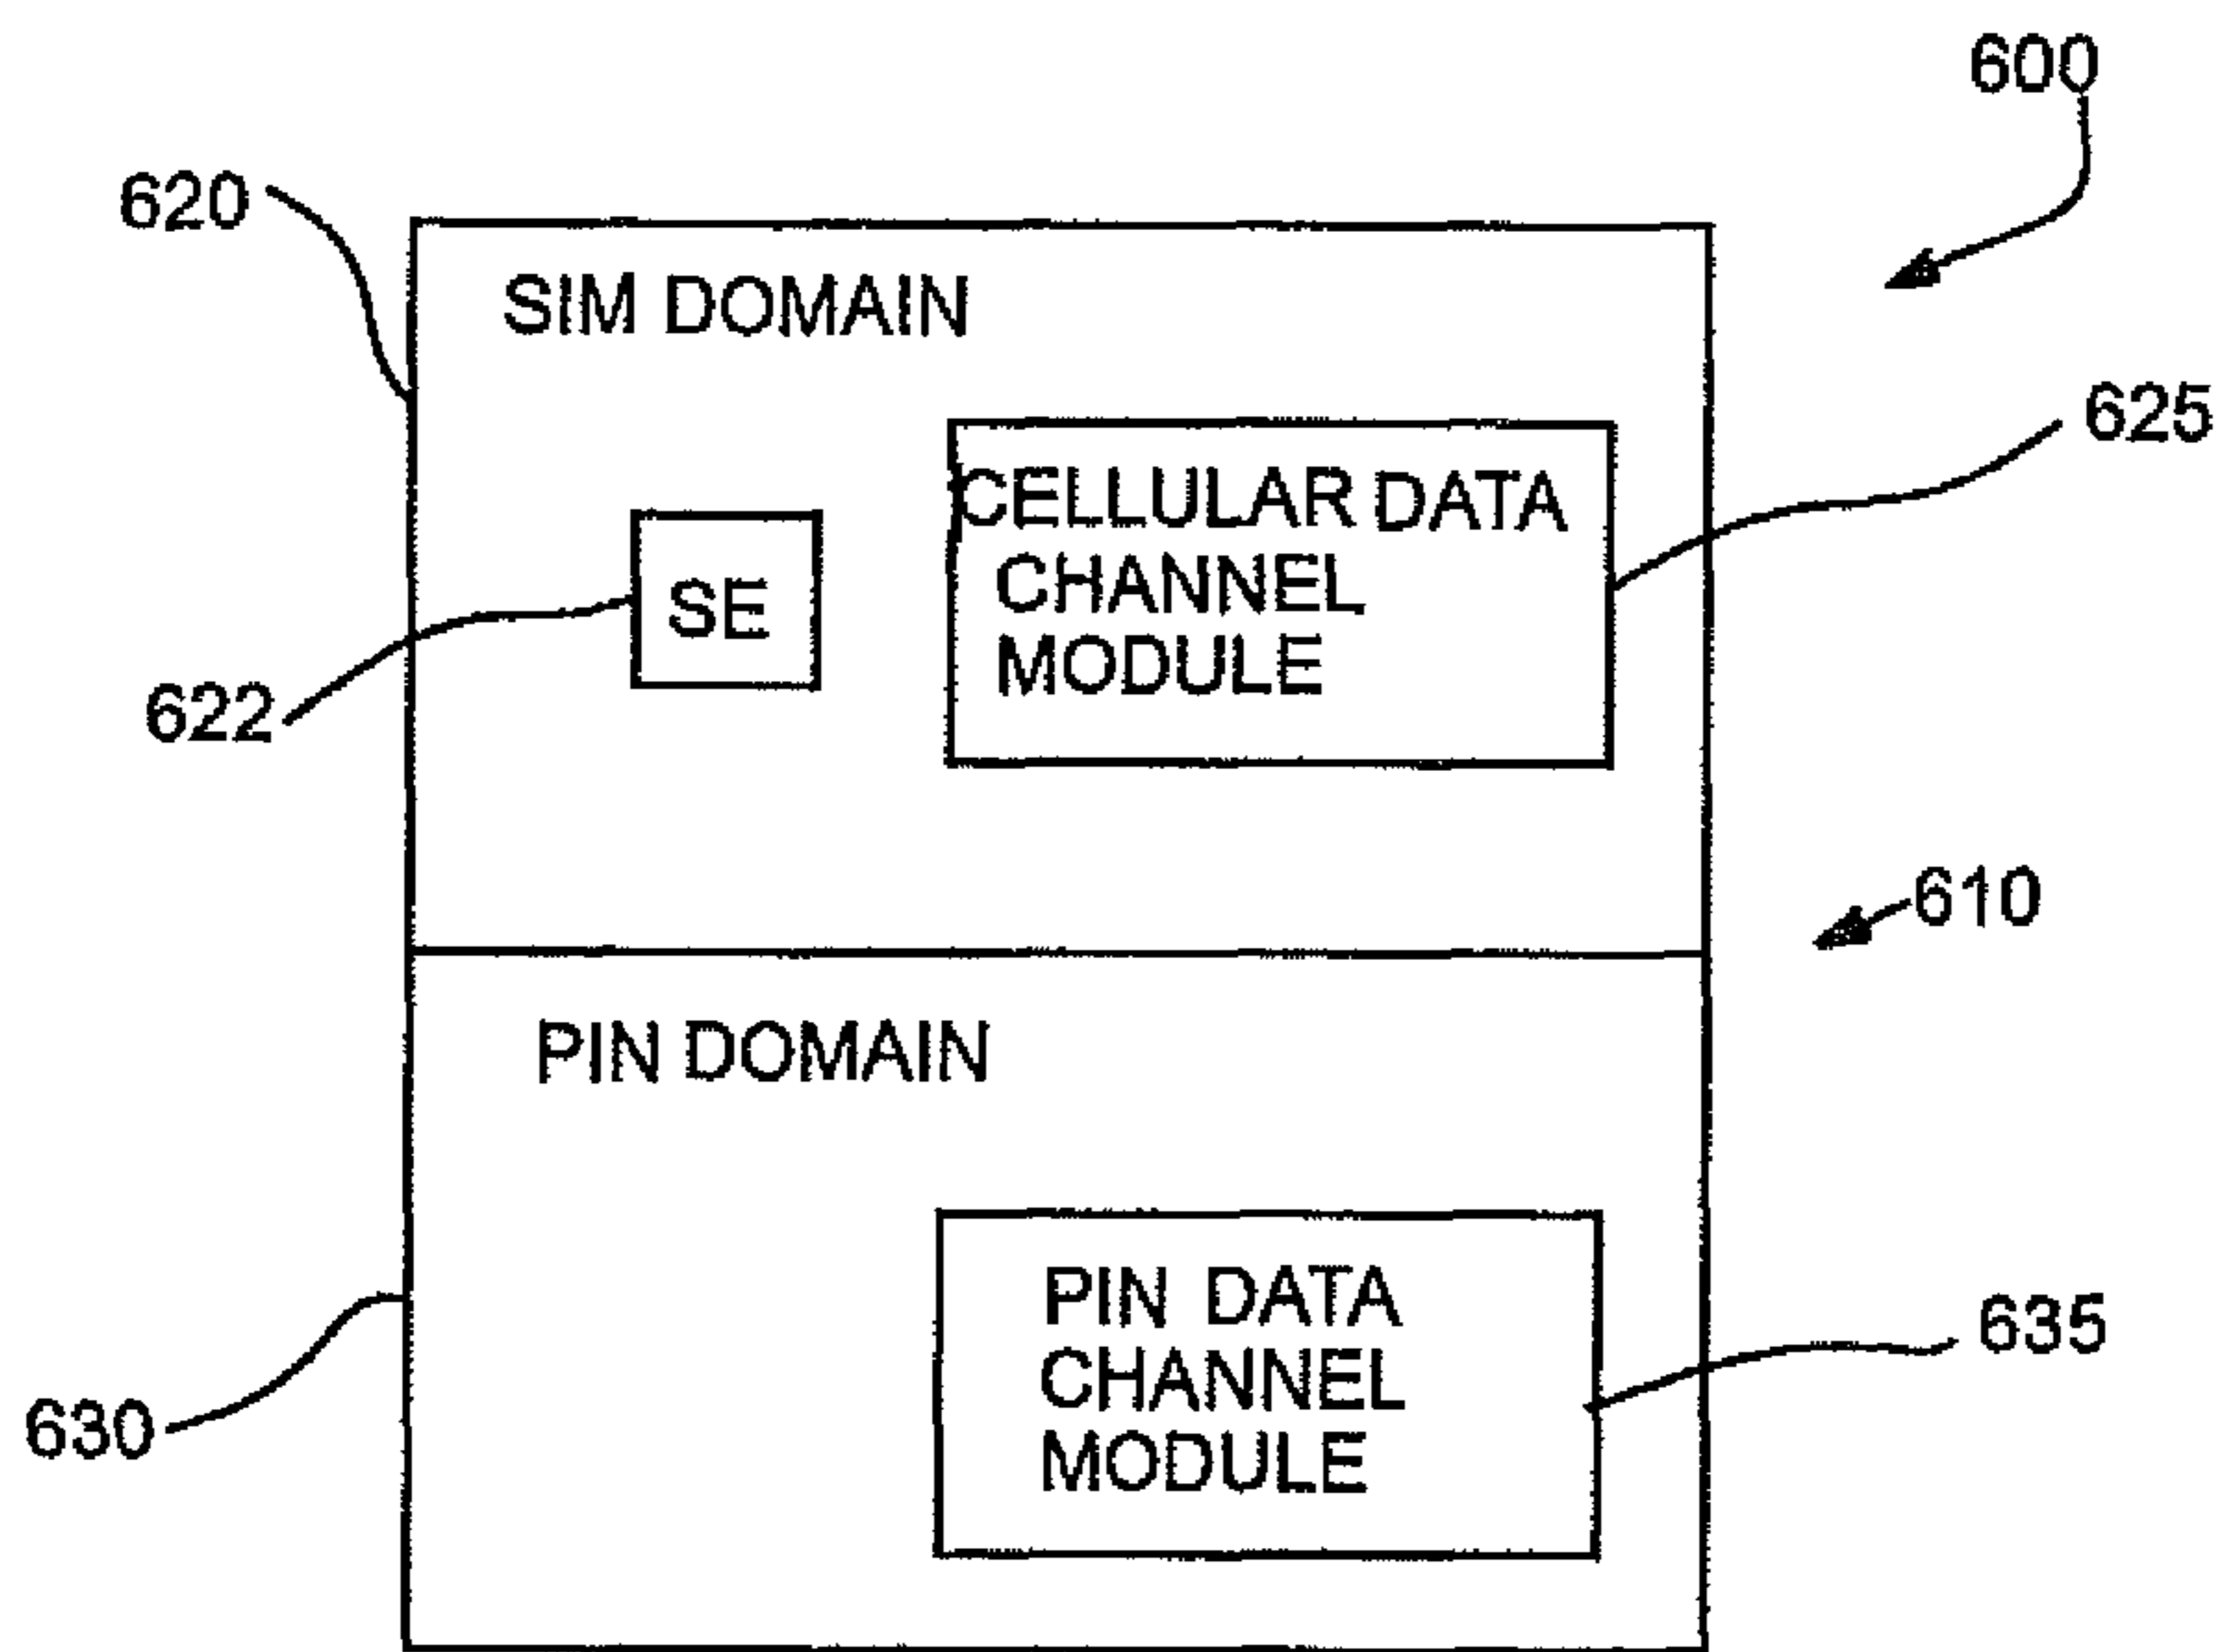 600
620
SIM DOMAIN
625
CELLULAR DATA
CHANNEL
MODULE
SE
622
610
PIN DOMAIN
PIN DATA
CHANNEL
MODULE
635
630